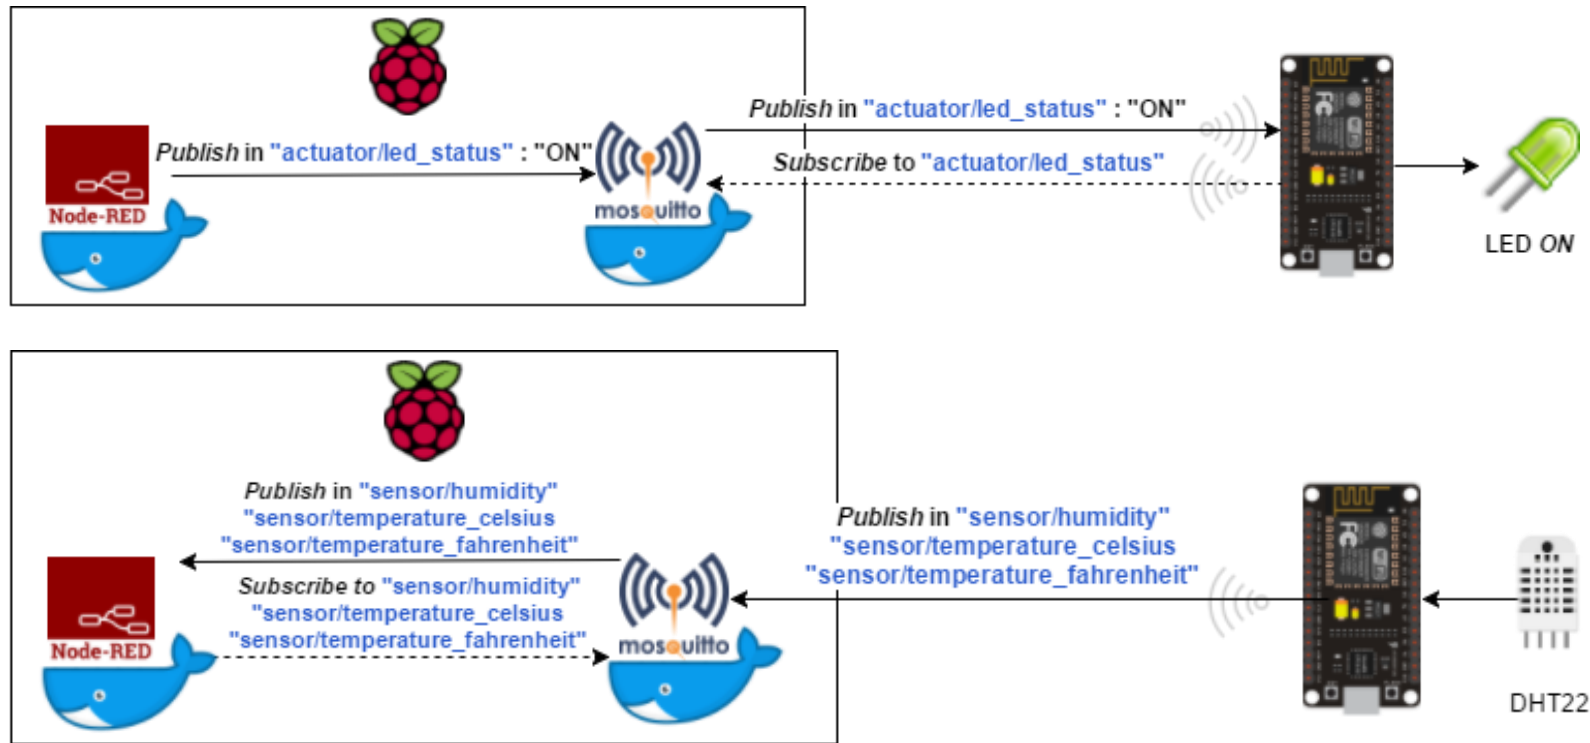 Publish in "actuator/led_status" : "ON"
Node-RED
mosquitto
Publish in "actuator/led_status" : "ON"
Subscribe to "actuator/led_status"
FC
LED ON
Publish in "sensor/humidity"
"sensor/temperature_celsius
"sensor/temperature_fahrenheit"
Subscribe to "sensor/humidity"
"sensor/temperature_celsius
"sensor/temperature_fahrenheit"
Node-RED
mosquitto
Publish in "sensor/humidity"
"sensor/temperature_celsius
"sensor/temperature_fahrenheit"
FC
DHT22